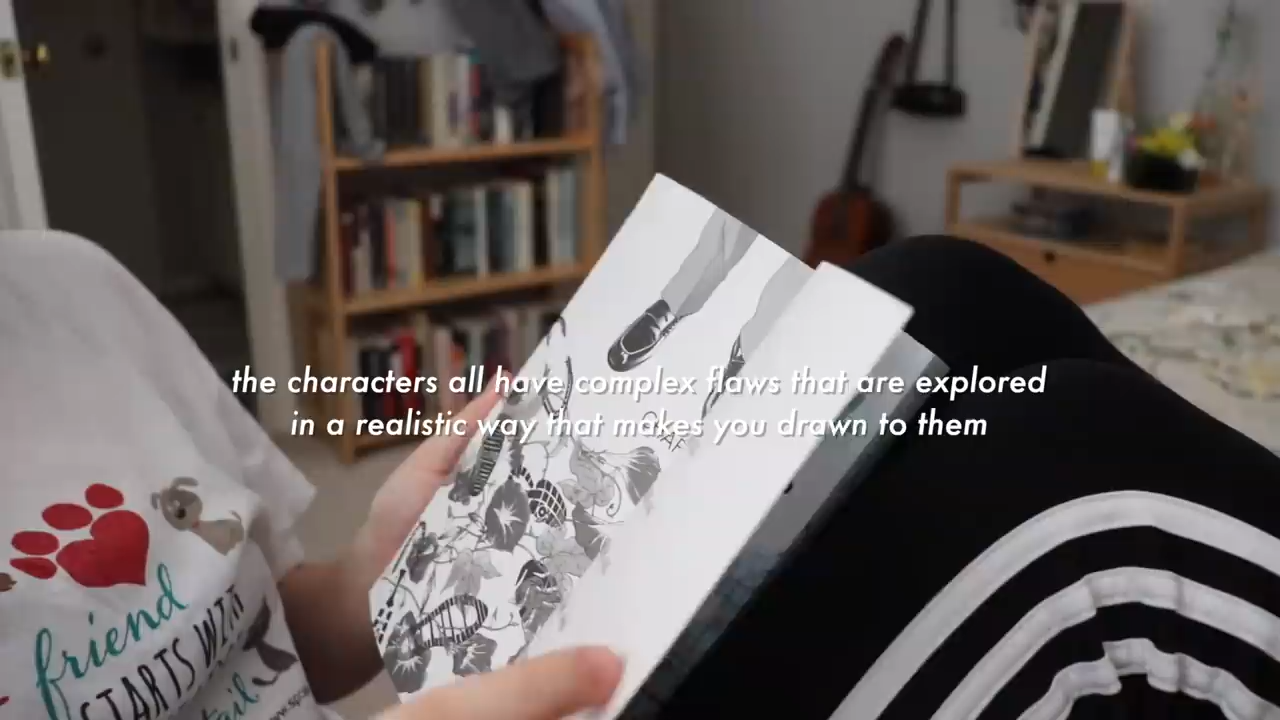 the characters all have complex flaws that are explored
in a realistic way that makes you drawn to them
friend
STARTS WITH
tail